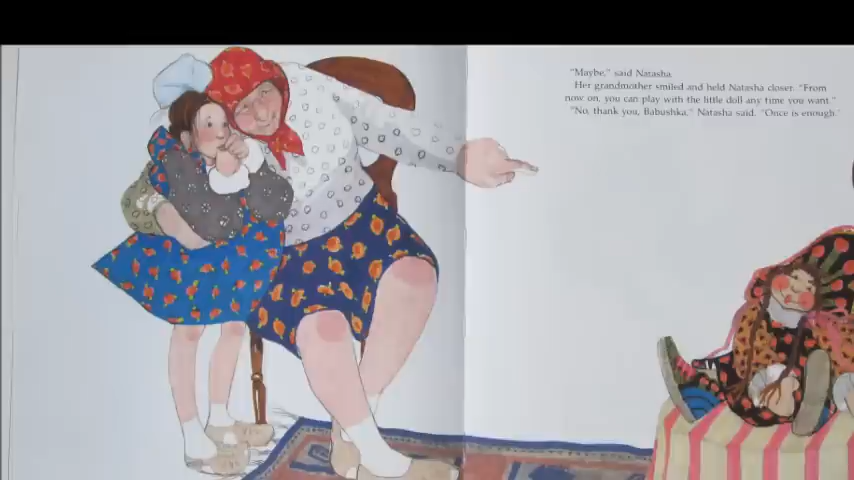 "Maybe," said Natasha.
Her grandmother smiled and held Natasha closer. "From
now on, you can play with the little doll any time you want."
"No, thank you, Babushka," Natasha said. "Once is enough."